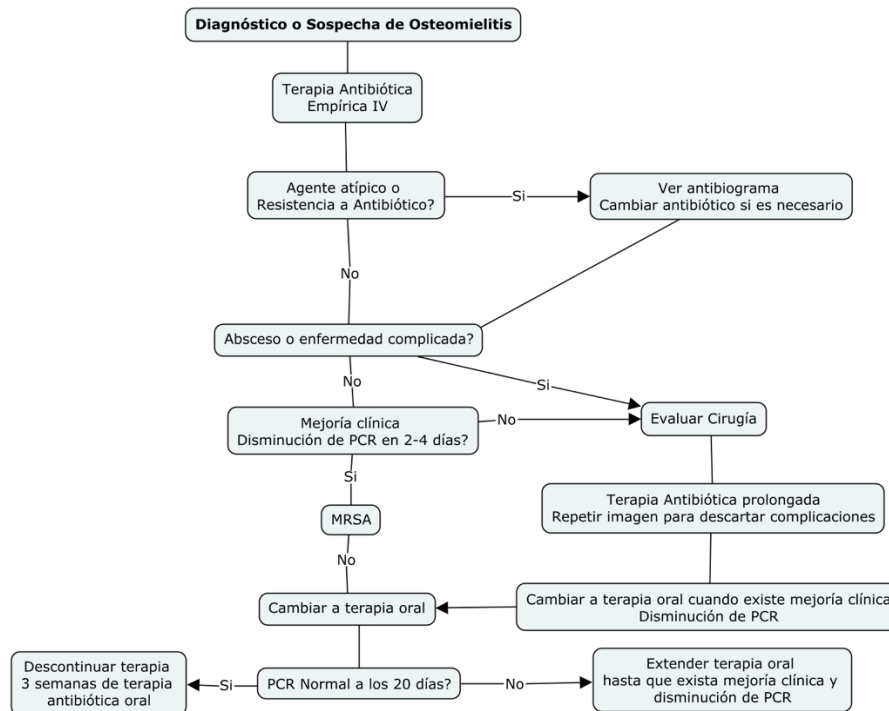 Diagnóstico o Sospecha de Osteomielitis
Terapia Antibiótica
Empírica IV
Agente atípico o
Resistencia a Antibiótico?
Si
Ver antibiograma
Cambiar antibiótico si es necesario
No
Absceso o enfermedad complicada?
No
Si
Mejoría clínica
Disminución de PCR en 2-4 días?
No
Evaluar Cirugía
Si
Terapia Antibiótica prolongada
Repetir imagen para descartar complicaciones
MRSA
No
Cambiar a terapia oral
Cambiar a terapia oral cuando existe mejoría clínica
Disminución de PCR
Descontinuar terapia
3 semanas de terapia
antibiótica oral
Si
PCR Normal a los 20 días?
No
Extender terapia oral
hasta que exista mejoría clínica y
disminución de PCR